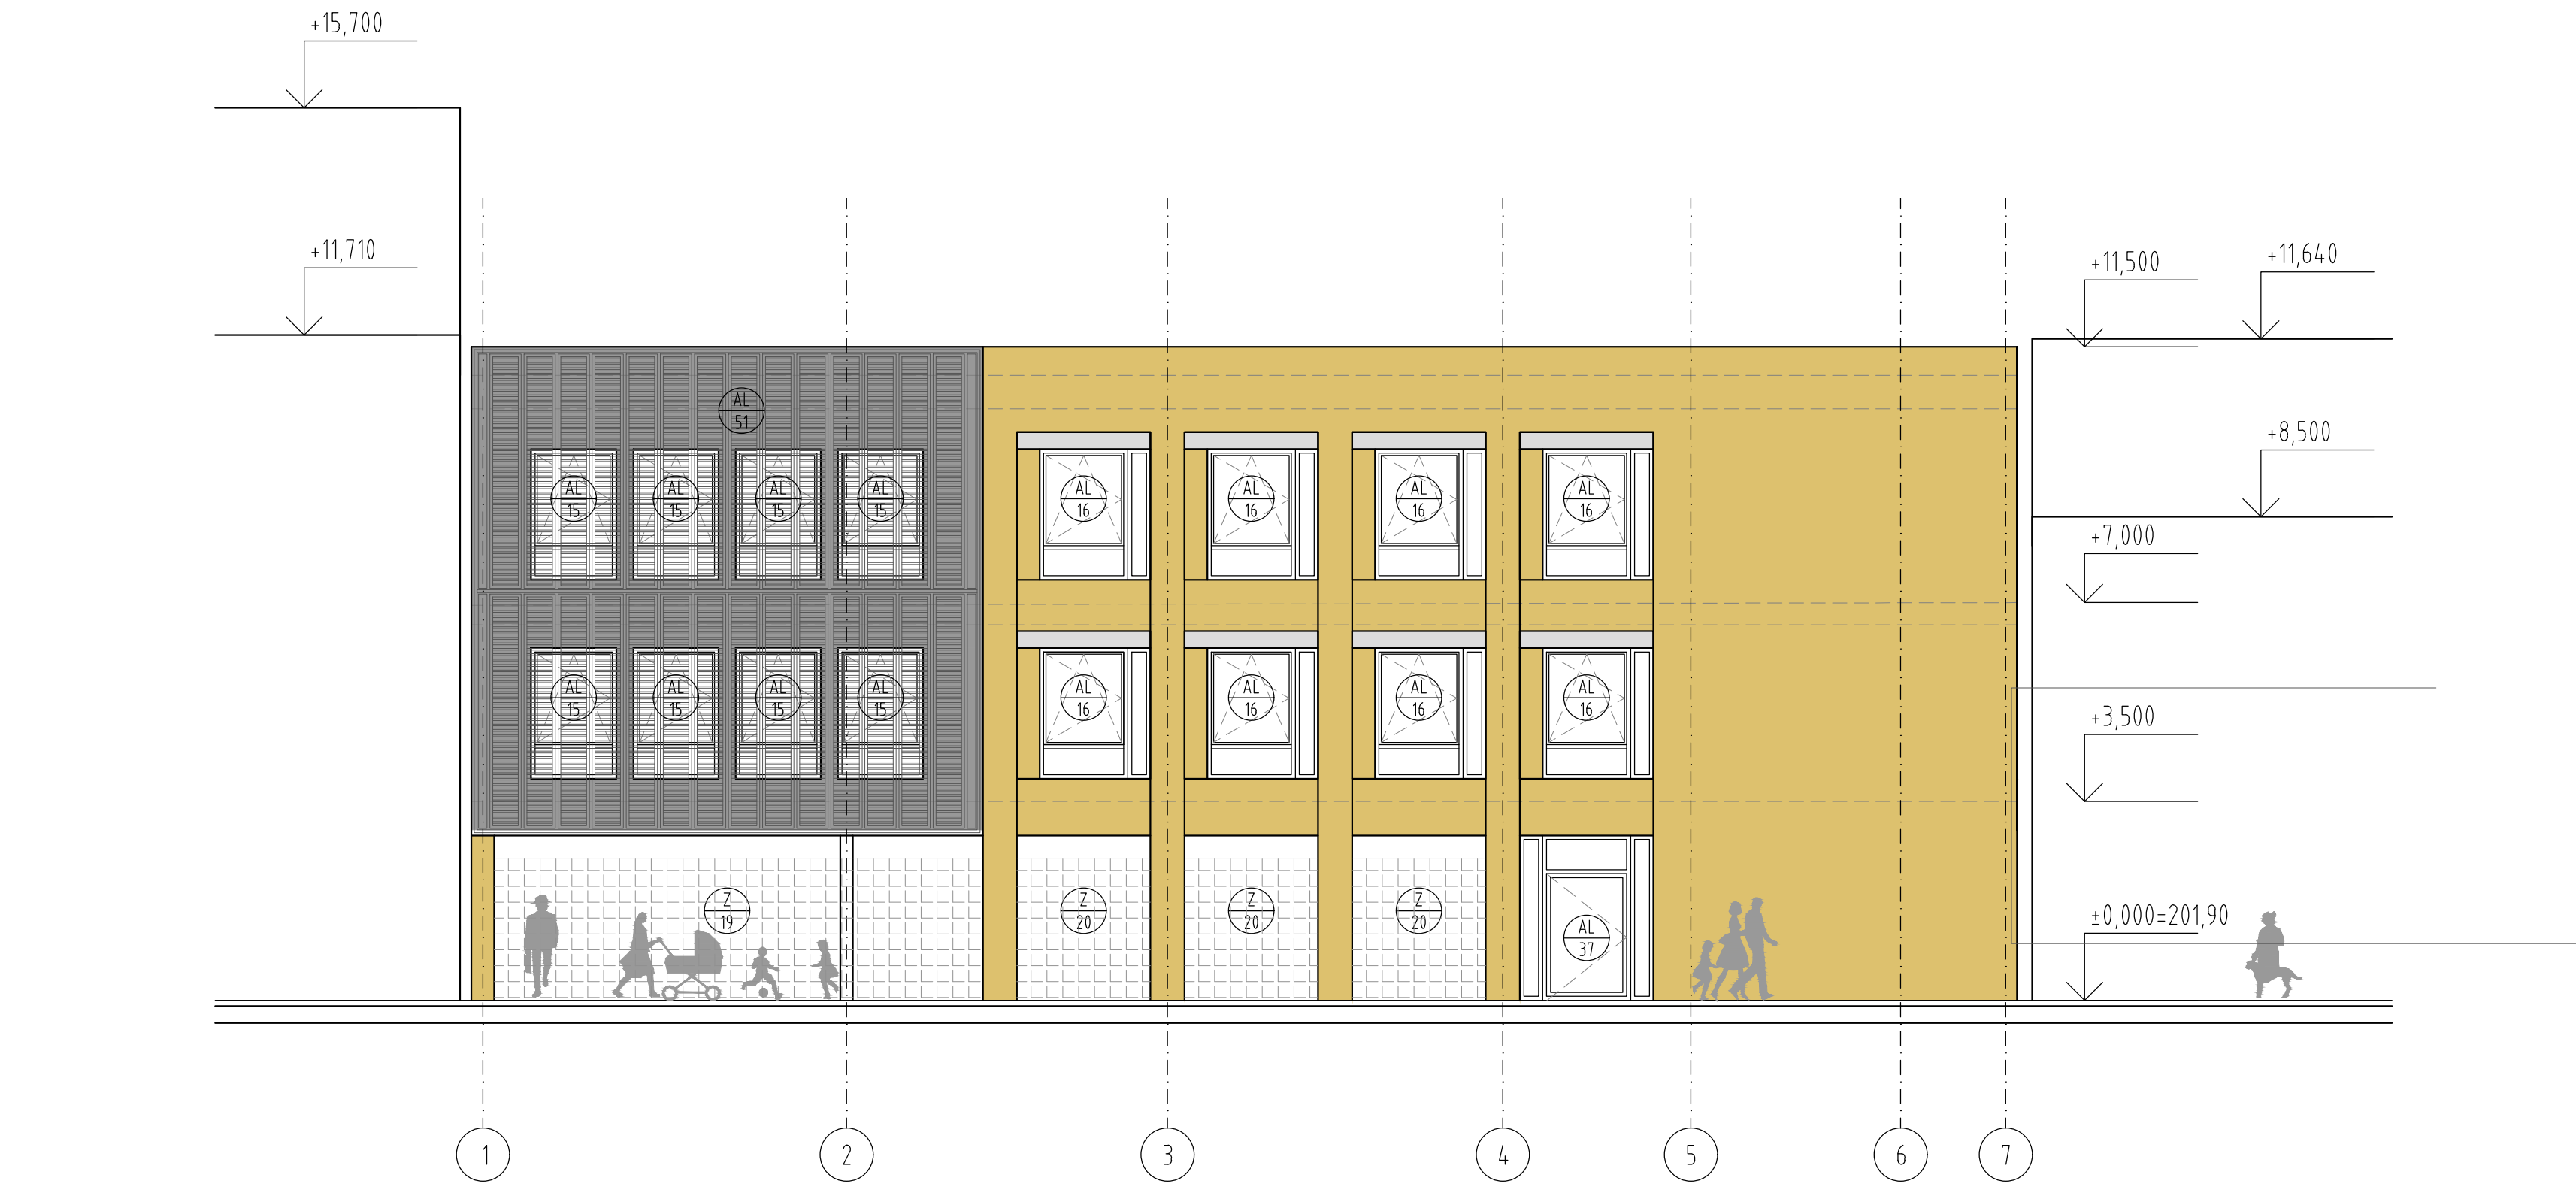 +15,700
+11,710
+11,500
+11,640
AL
51
+8,500
AL AL AL AL AL AL AL AL
15 15 15 15 16 16 16 16
+7,000
AL AL AL AL AL AL AL AL
15 15 15 15 16 16 16 16
+3,500
Z Z Z Z
19 20 20 20
±0,000=201,90
AL
37
1 2 3 4 5 6 7